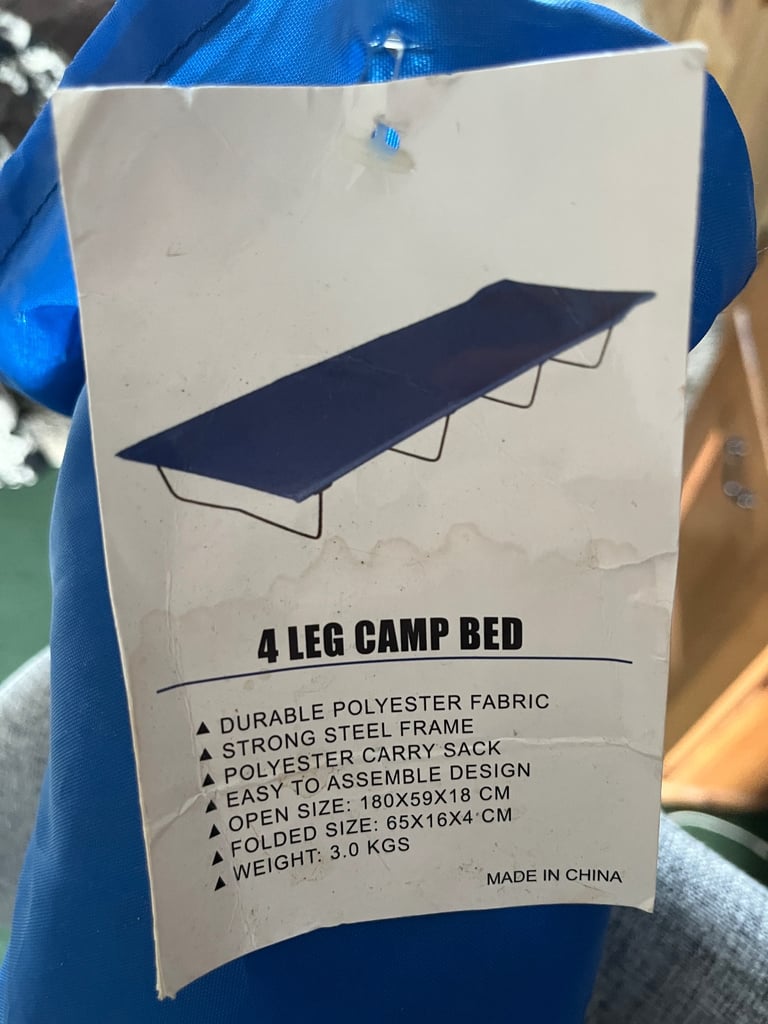 4 LEG CAMP BED
▲ DURABLE POLYESTER FABRIC
▲ STRONG STEEL FRAME
▲ POLYESTER CARRY SACK
▲ EASY TO ASSEMBLE DESIGN
▲ OPEN SIZE: 180X59X18 CM
▲ FOLDED SIZE: 65X16X4 CM
▲ WEIGHT: 3.0 KGS
MADE IN CHINA